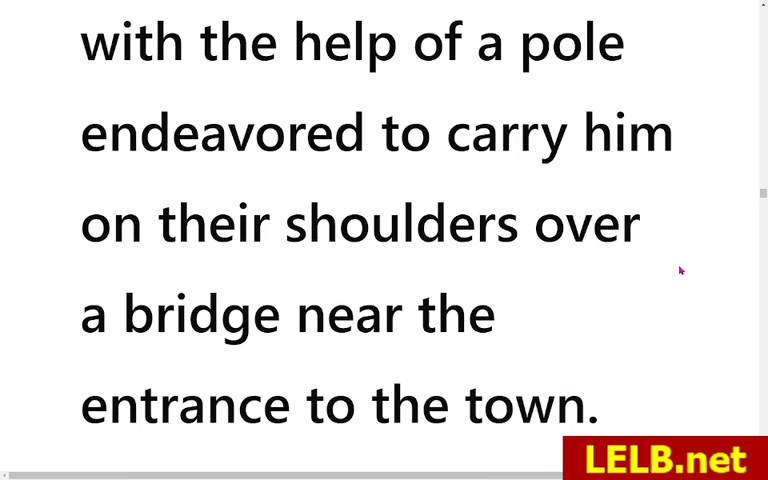 with the help of a pole
endeavored to carry him
on their shoulders over
a bridge near the
entrance to the town.
LELB.net